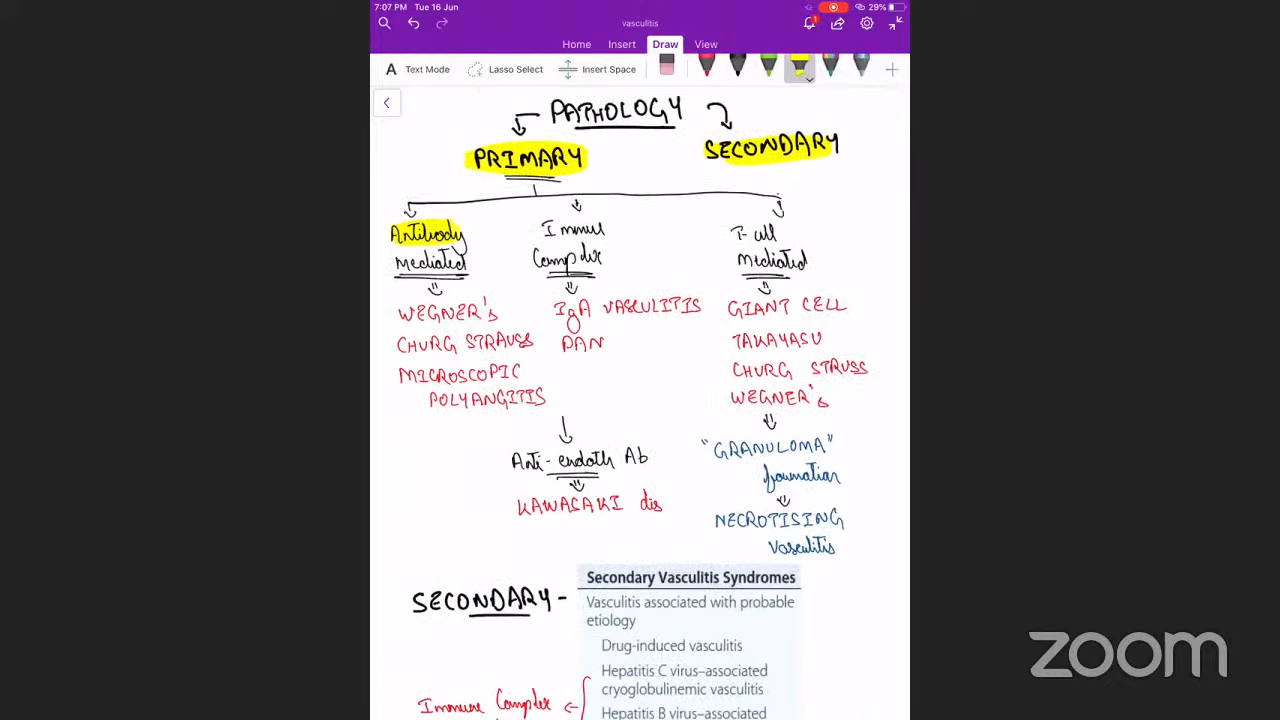 7:07 PM Tue 16 Jun
29%
vasculitis
1
Home Insert Draw View
A Text Mode Lasso Select Insert Space
PATHOLOGY
PRIMARY
SECONDARY
Antibody
Mediated
Immune
Complex
T-cell
Mediated
WEGNER's
CHURG STRAUSS
MICROSCOPIC
POLYANGITIS
IgA VASCULITIS
PAN
GIANT CELL
TAKAYASU
CHURG STRUSS
WEGNER's
Anti-endoth Ab
KAWASAKI dis
"GRANULOMA"
formation
NECROTISING
vasculitis
SECONDARY -
Secondary Vasculitis Syndromes
Vasculitis associated with probable
etiology
Drug-induced vasculitis
Hepatitis C virus–associated
cryoglobulinemic vasculitis
Hepatitis B virus–associated
Immune Complex
zoom